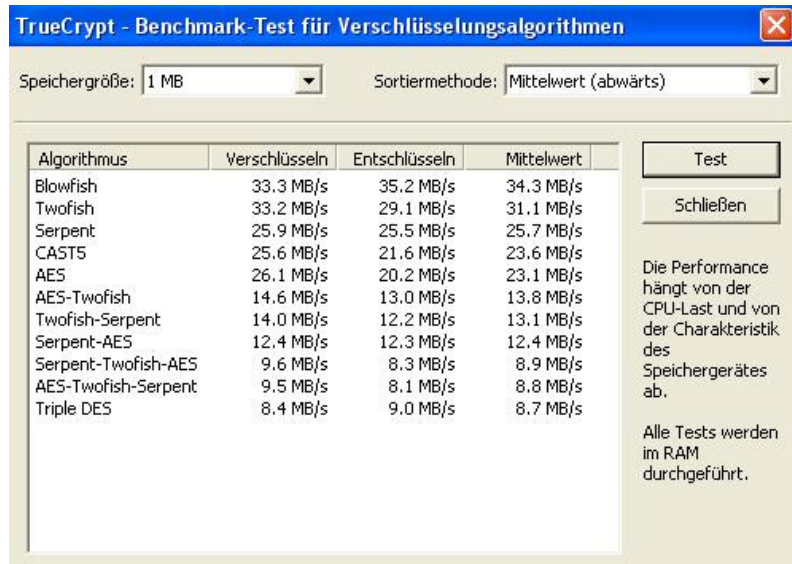 TrueCrypt - Benchmark-Test für Verschlüsselungsalgorithmen
Speichergröße: 1 MB Sortiermethode: Mittelwert (abwärts)
Algorithmus Verschlüsseln Entschlüsseln Mittelwert
Blowfish 33.3 MB/s 35.2 MB/s 34.3 MB/s
Twofish 33.2 MB/s 29.1 MB/s 31.1 MB/s
Serpent 25.9 MB/s 25.5 MB/s 25.7 MB/s
CAST5 25.6 MB/s 21.6 MB/s 23.6 MB/s
AES 26.1 MB/s 20.2 MB/s 23.1 MB/s
AES-Twofish 14.6 MB/s 13.0 MB/s 13.8 MB/s
Twofish-Serpent 14.0 MB/s 12.2 MB/s 13.1 MB/s
Serpent-AES 12.4 MB/s 12.3 MB/s 12.4 MB/s
Serpent-Twofish-AES 9.6 MB/s 8.3 MB/s 8.9 MB/s
AES-Twofish-Serpent 9.5 MB/s 8.1 MB/s 8.8 MB/s
Triple DES 8.4 MB/s 9.0 MB/s 8.7 MB/s
Test
Schließen
Die Performance
hängt von der
CPU-Last und von
der Charakteristik
des
Speichergerätes
ab.
Alle Tests werden
im RAM
durchgeführt.